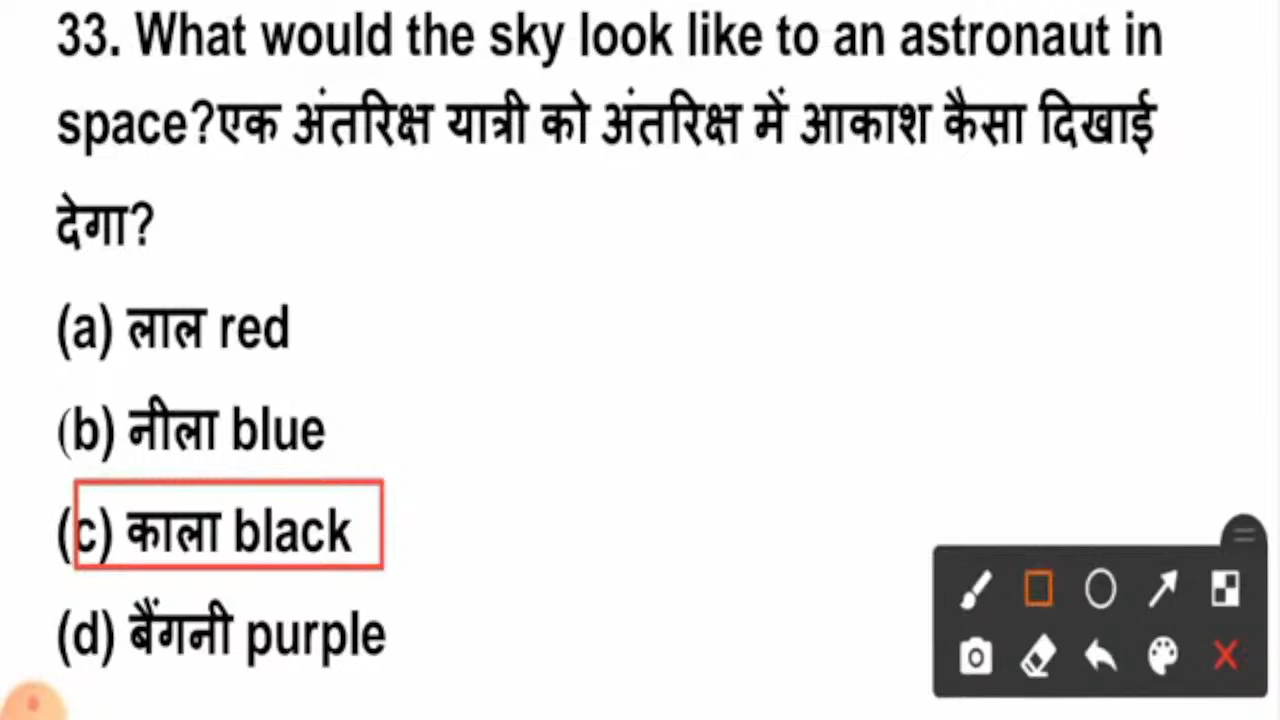 33. What would the sky look like to an astronaut in
space?एक अंतरिक्ष यात्री को अंतरिक्ष में आकाश कैसा दिखाई
देगा?
(a) लाल red
(b) नीला blue
(c) काला black
(d) बैंगनी purple